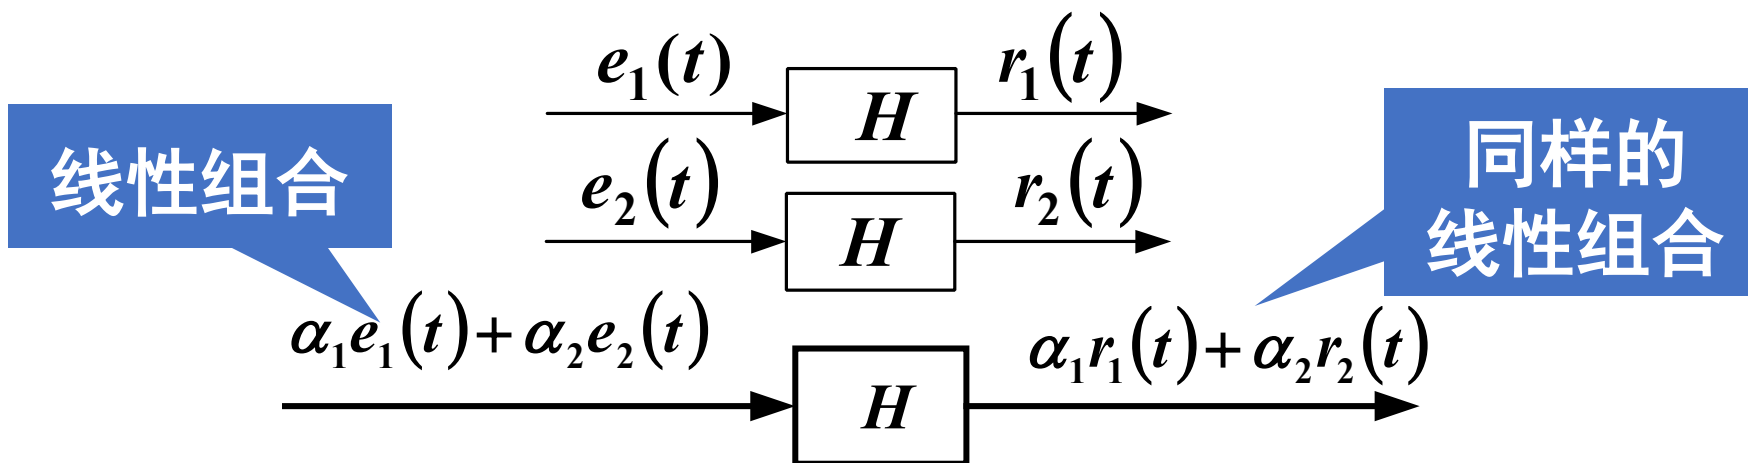 e₁(t) H r₁(t)
线性组合
e₂(t) H r₂(t)
同样的
线性组合
α₁e₁(t)+α₂e₂(t) H α₁r₁(t)+α₂r₂(t)